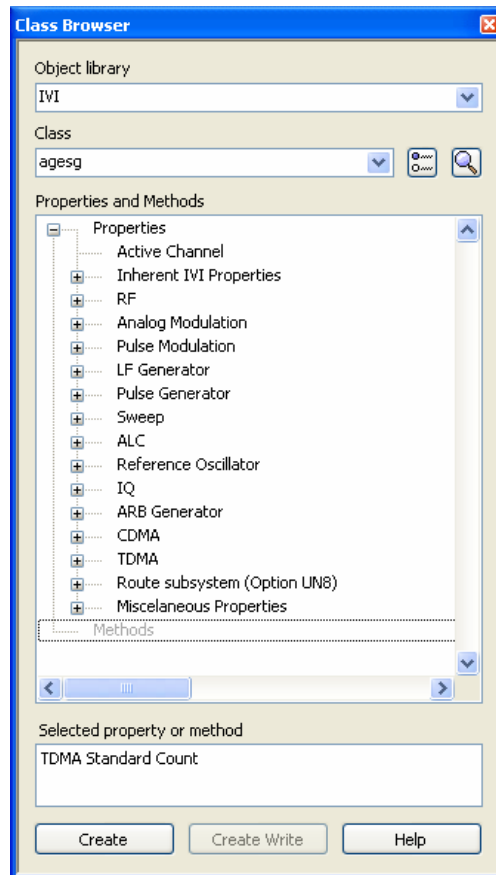 Class Browser
Object library
IVI
Class
agesg
Properties and Methods
Properties
Active Channel
Inherent IVI Properties
RF
Analog Modulation
Pulse Modulation
LF Generator
Pulse Generator
Sweep
ALC
Reference Oscillator
IQ
ARB Generator
CDMA
TDMA
Route subsystem (Option UN8)
Miscelaneous Properties
Methods
Selected property or method
TDMA Standard Count
Create Create Write Help